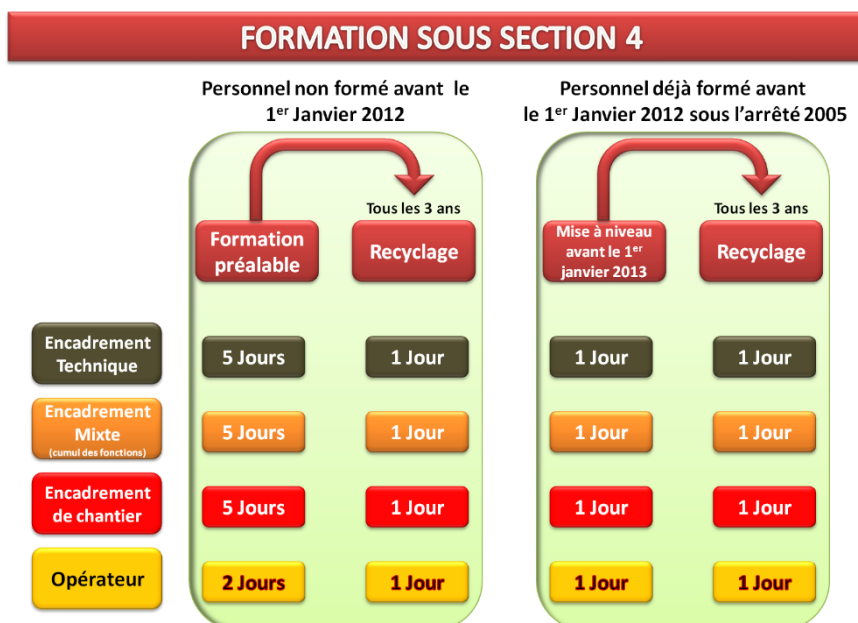 FORMATION SOUS SECTION 4
Personnel non formé avant le
1er Janvier 2012
Personnel déjà formé avant
le 1er Janvier 2012 sous l'arrêté 2005
Tous les 3 ans
Tous les 3 ans
Formation
préalable
Recyclage
Mise à niveau
avant le 1er
janvier 2013
Recyclage
Encadrement
Technique
5 Jours
1 Jour
1 Jour
1 Jour
Encadrement
Mixte
(cumul des fonctions)
5 Jours
1 Jour
1 Jour
1 Jour
Encadrement
de chantier
5 Jours
1 Jour
1 Jour
1 Jour
Opérateur
2 Jours
1 Jour
1 Jour
1 Jour